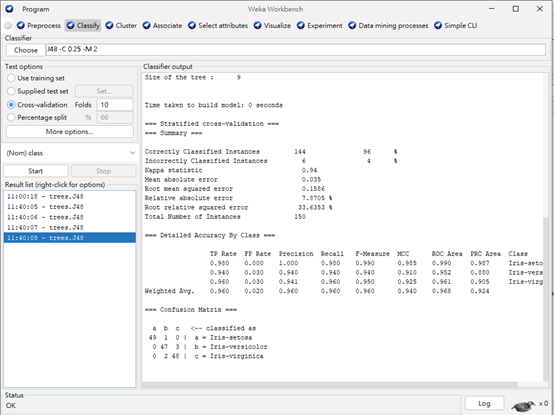 Program
Weka Workbench
Preprocess Classify Cluster Associate Select attributes Visualize Experiment Data mining processes Simple CLI
Classifier
Choose J48 -C 0.25 -M 2
Test options
Use training set
Supplied test set Set...
Cross-validation Folds 10
Percentage split % 66
More options...
(Nom) class
Start Stop
Result list (right-click for options)
11:00:18 - trees.J48
11:40:05 - trees.J48
11:40:06 - trees.J48
11:40:07 - trees.J48
11:40:08 - trees.J48
Classifier output
Size of the tree : 9
Time taken to build model: 0 seconds
=== Stratified cross-validation ===
=== Summary ===
Correctly Classified Instances 144 96 %
Incorrectly Classified Instances 6 4 %
Kappa statistic 0.94
Mean absolute error 0.035
Root mean squared error 0.1586
Relative absolute error 7.8705 %
Root relative squared error 33.6353 %
Total Number of Instances 150
=== Detailed Accuracy By Class ===
TP Rate FP Rate Precision Recall F-Measure MCC ROC Area PRC Area Class
0.980 0.000 1.000 0.980 0.990 0.985 0.990 0.987 Iris-seto
0.940 0.030 0.940 0.940 0.940 0.910 0.952 0.880 Iris-vers
0.960 0.030 0.941 0.960 0.950 0.925 0.961 0.905 Iris-virg
Weighted Avg. 0.960 0.020 0.960 0.960 0.960 0.940 0.968 0.924
=== Confusion Matrix ===
a b c <-- classified as
49 1 0 | a = Iris-setosa
0 47 3 | b = Iris-versicolor
0 2 48 | c = Iris-virginica
Status
OK
Log x 0